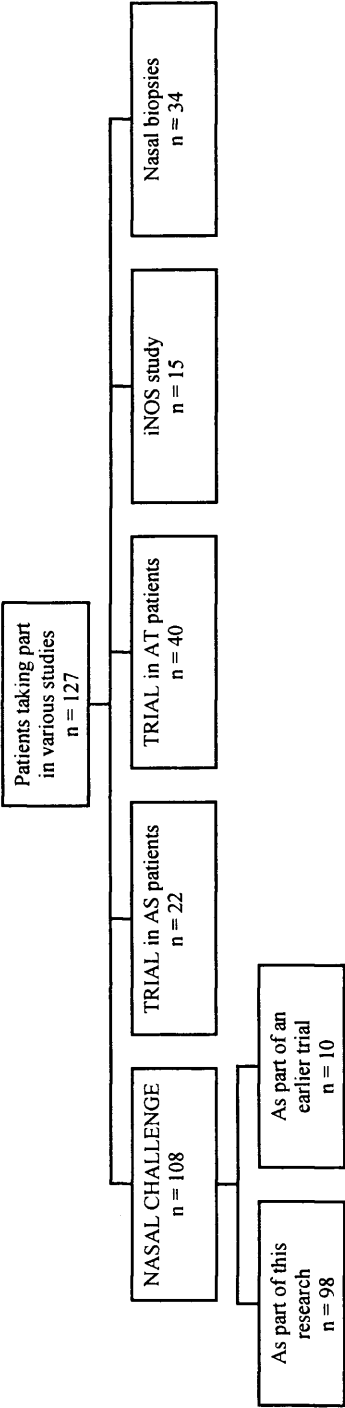 Patients taking part
in various studies
n = 127
NASAL CHALLENGE
n = 108
TRIAL in AS patients
n = 22
TRIAL in AT patients
n = 40
iNOS study
n = 15
Nasal biopsies
n = 34
As part of this
research
n = 98
As part of an
earlier trial
n = 10